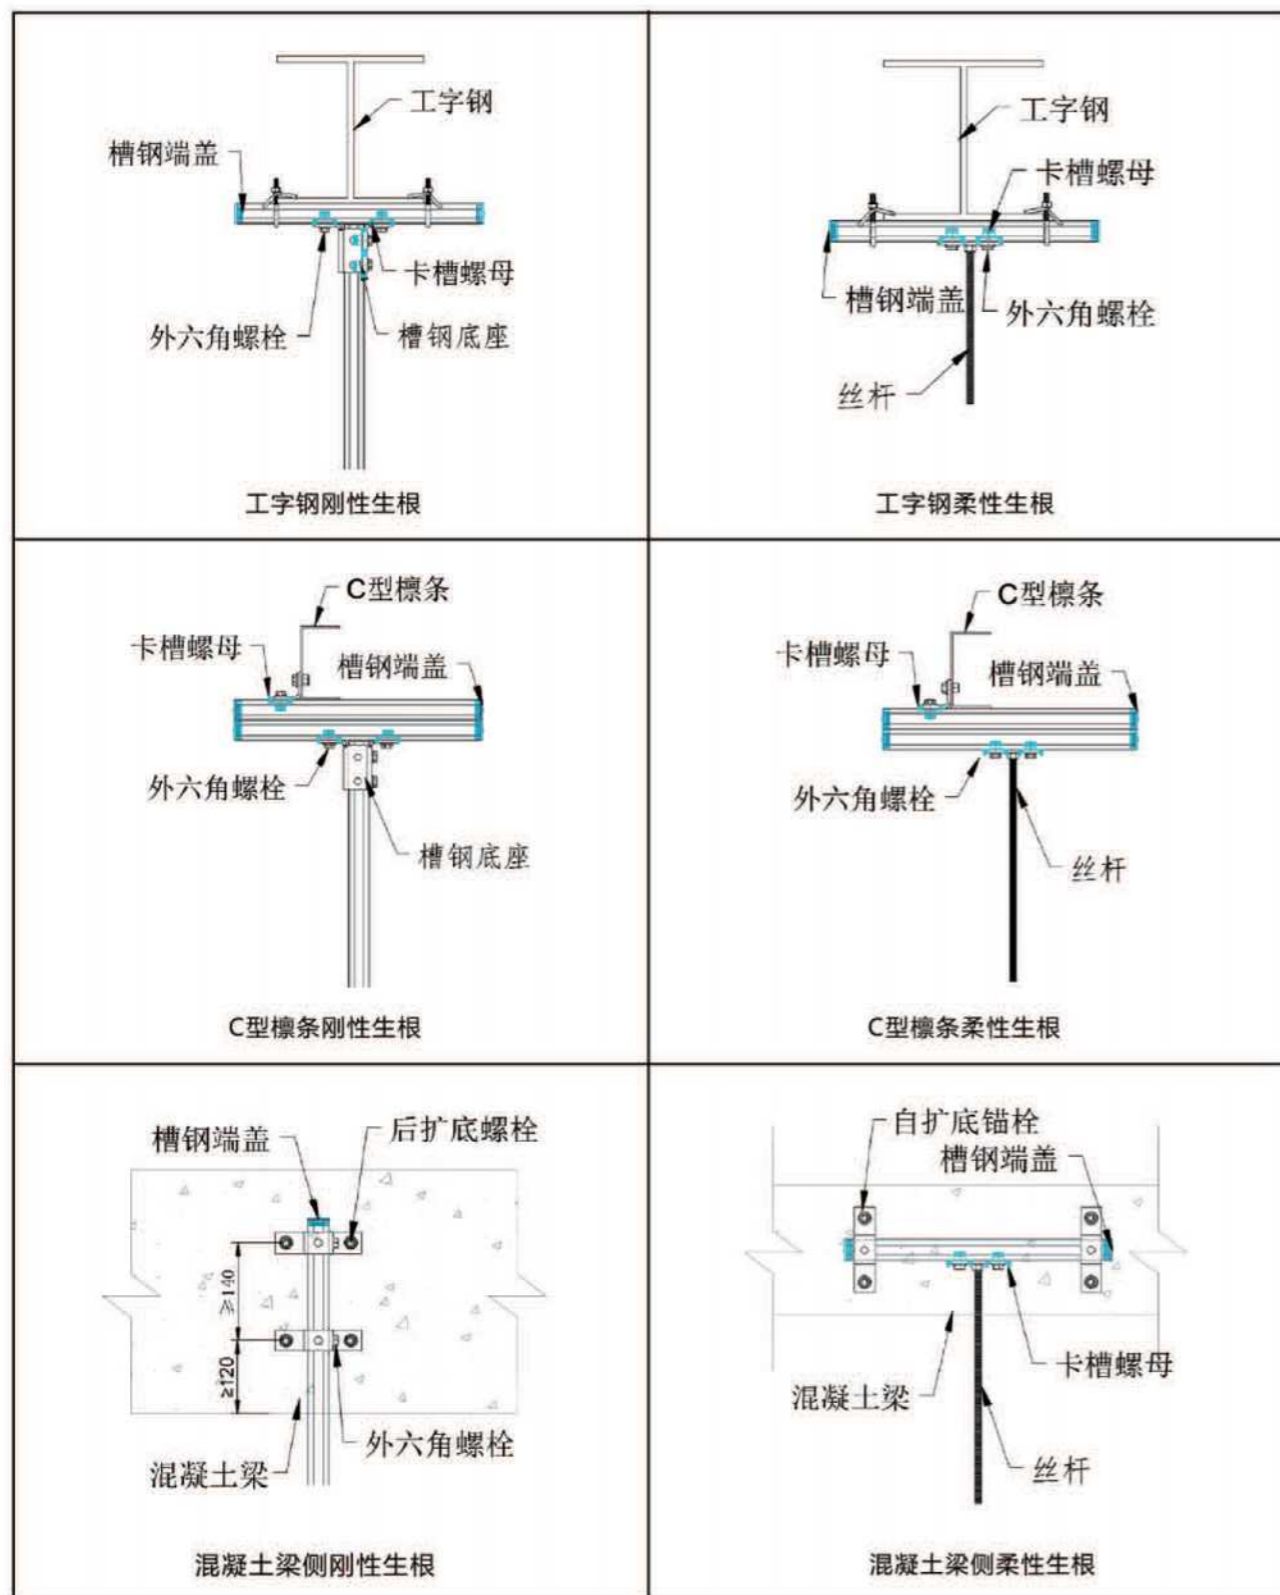 工字钢
槽钢端盖
卡槽螺母
外六角螺栓
槽钢底座
工字钢刚性生根
工字钢
卡槽螺母
槽钢端盖
外六角螺栓
丝杆
工字钢柔性生根
C型檩条
卡槽螺母
槽钢端盖
外六角螺栓
槽钢底座
C型檩条刚性生根
C型檩条
卡槽螺母
槽钢端盖
外六角螺栓
丝杆
C型檩条柔性生根
槽钢端盖
后扩底螺栓
≥140
≥120
外六角螺栓
混凝土梁
混凝土梁侧刚性生根
自扩底锚栓
槽钢端盖
卡槽螺母
混凝土梁
丝杆
混凝土梁侧柔性生根